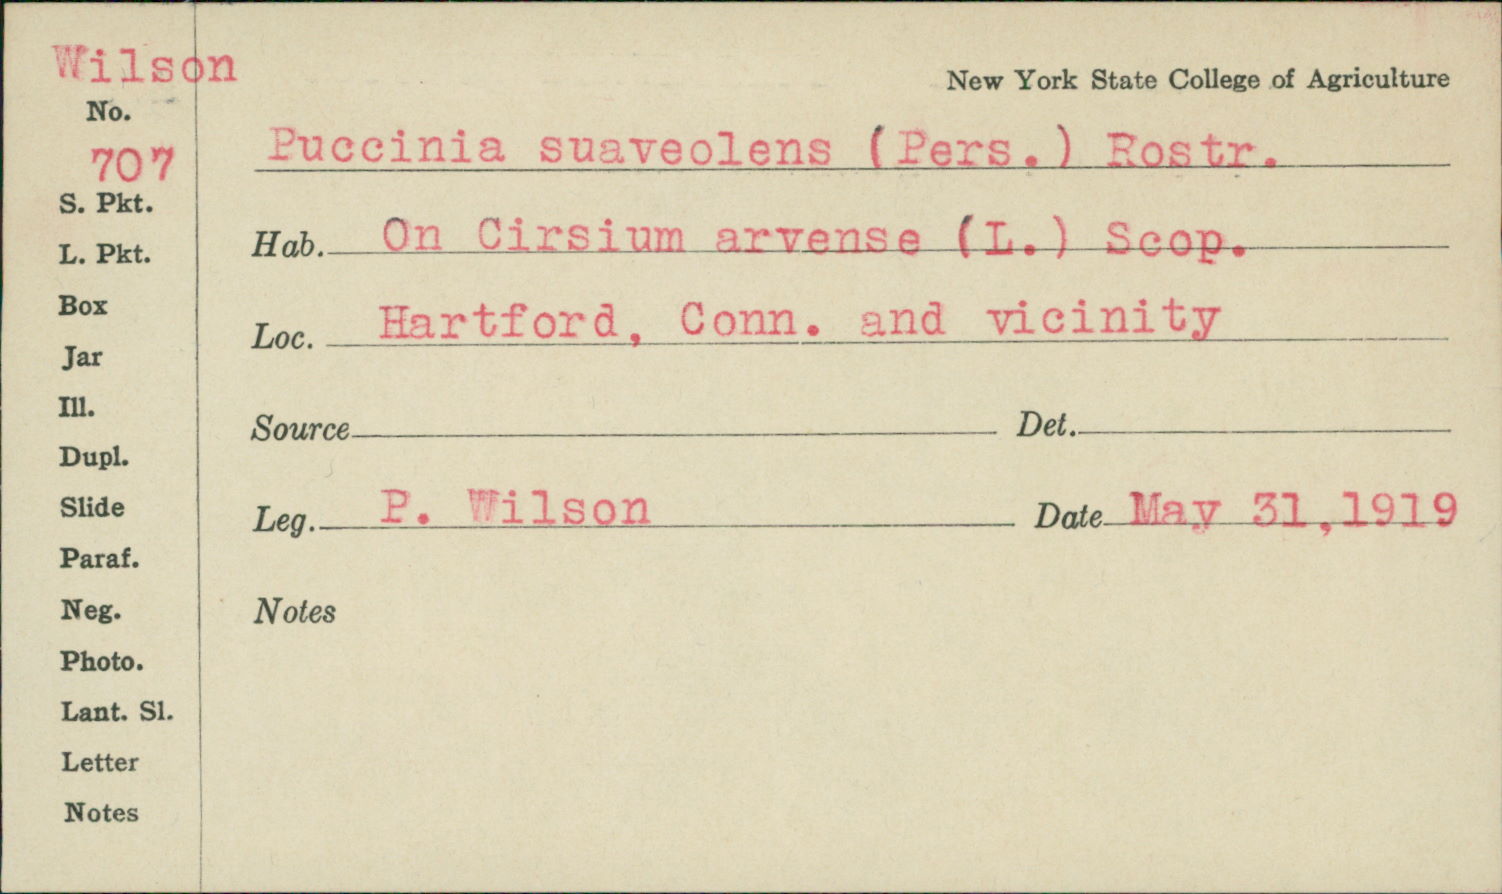 Wilson
No.
707
S. Pkt.
L. Pkt.
Box
Jar
Ill.
Dupl.
Slide
Paraf.
Neg.
Photo.
Lant. Sl.
Letter
Notes
New York State College of Agriculture
Puccinia suaveolens (Pers.) Rostr.
Hab. On Cirsium arvense (L.) Scop.
Loc. Hartford, Conn. and vicinity
Source Det.
Leg. P. Wilson Date May 31,1919
Notes